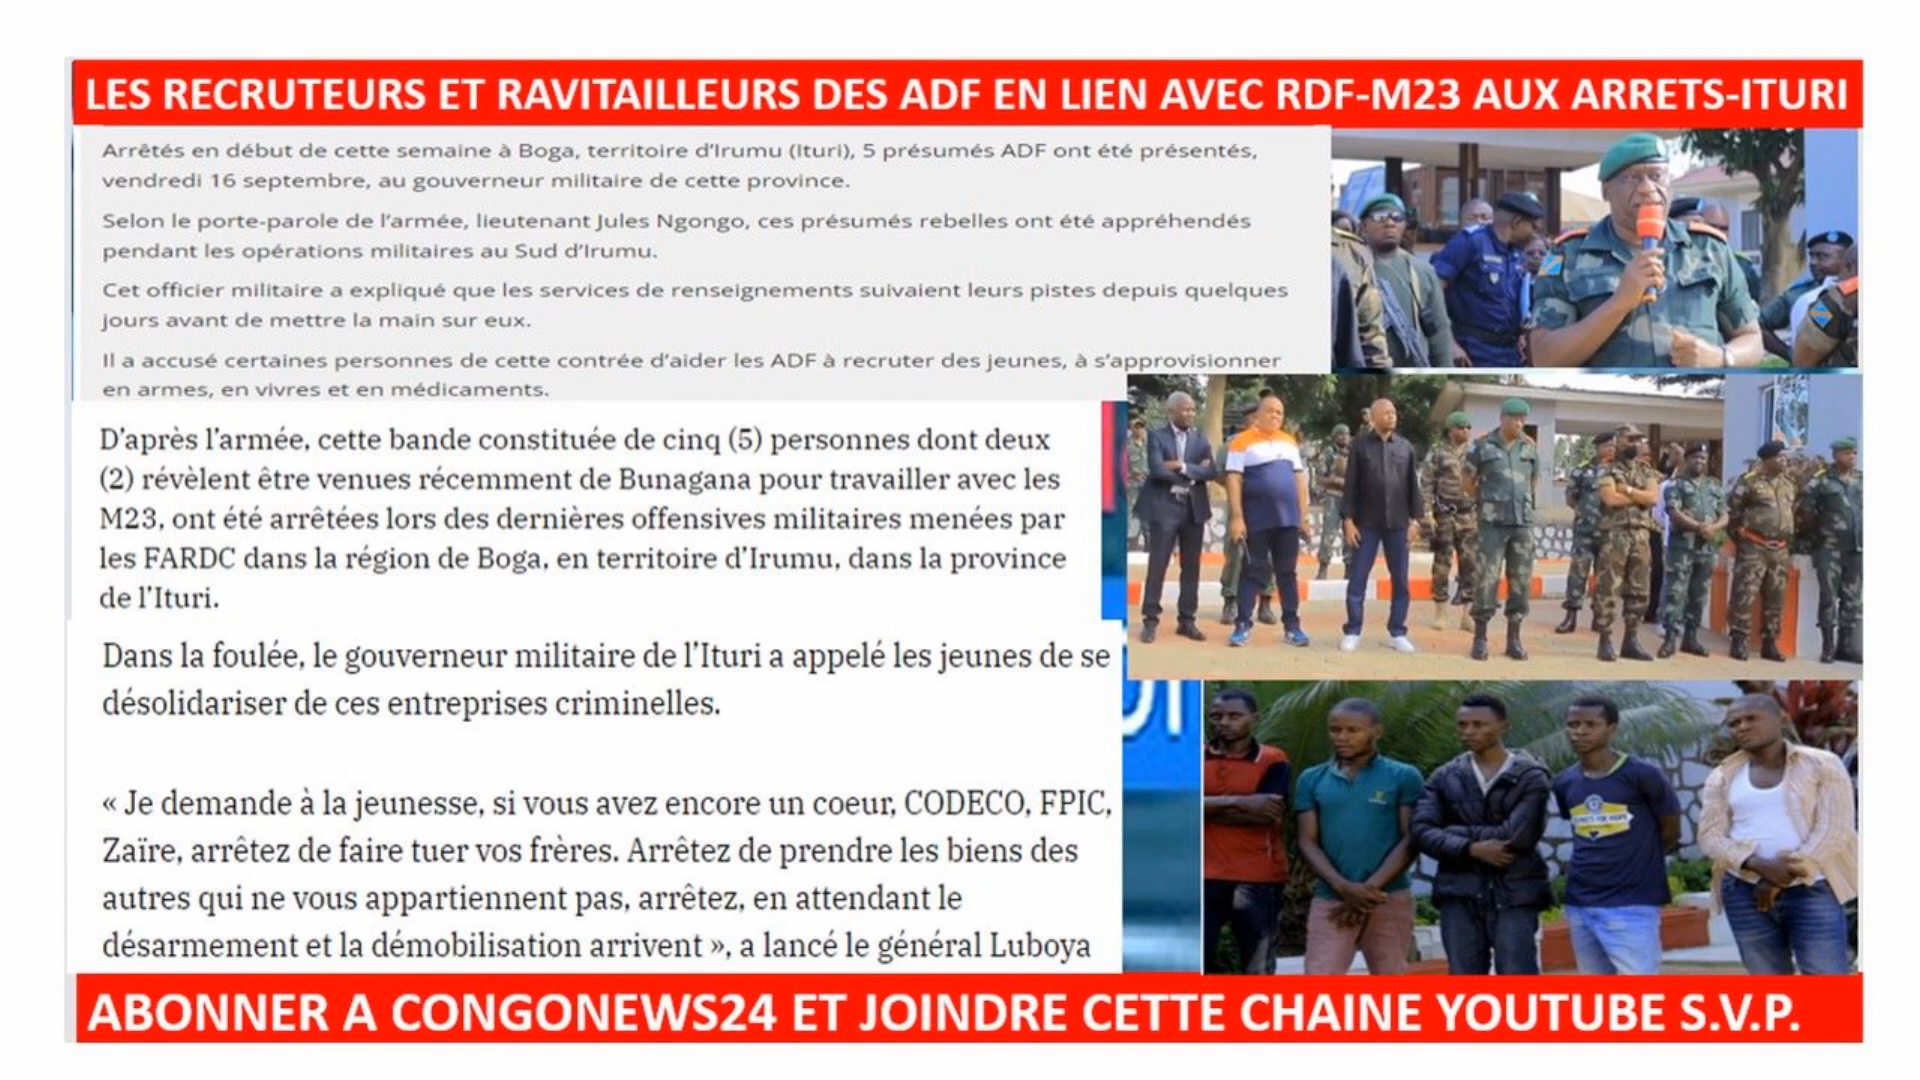 LES RECRUTEURS ET RAVITAILLEURS DES ADF EN LIEN AVEC RDF-M23 AUX ARRETS-ITURI
Arrêtés en début de cette semaine à Boga, territoire d'Irumu (Ituri), 5 présumés ADF ont été présentés,
vendredi 16 septembre, au gouverneur militaire de cette province.
Selon le porte-parole de l'armée, lieutenant Jules Ngongo, ces présumés rebelles ont été appréhendés
pendant les opérations militaires au Sud d'Irumu.
Cet officier militaire a expliqué que les services de renseignements suivaient leurs pistes depuis quelques
jours avant de mettre la main sur eux.
Il a accusé certaines personnes de cette contrée d'aider les ADF à recruter des jeunes, à s'approvisionner
en armes, en vivres et en médicaments.
D'après l'armée, cette bande constituée de cinq (5) personnes dont deux
(2) révèlent être venues récemment de Bunagana pour travailler avec les
M23, ont été arrêtées lors des dernières offensives militaires menées par
les FARDC dans la région de Boga, en territoire d'Irumu, dans la province
de l'Ituri.
Dans la foulée, le gouverneur militaire de l'Ituri a appelé les jeunes de se
désolidariser de ces entreprises criminelles.
« Je demande à la jeunesse, si vous avez encore un coeur, CODECO, FPIC,
Zaïre, arrêtez de faire tuer vos frères. Arrêtez de prendre les biens des
autres qui ne vous appartiennent pas, arrêtez, en attendant le
désarmement et la démobilisation arrivent », a lancé le général Luboya
ABONNER A CONGONEWS24 ET JOINDRE CETTE CHAINE YOUTUBE S.V.P.